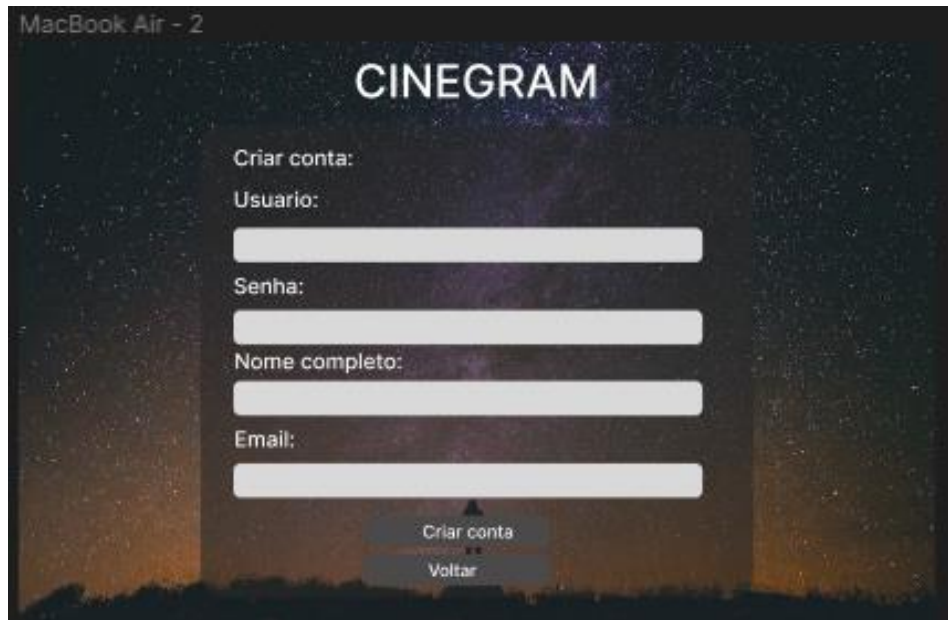 MacBook Air - 2
CINEGRAM
Criar conta:
Usuario:
Senha:
Nome completo:
Email:
Criar conta
Voltar